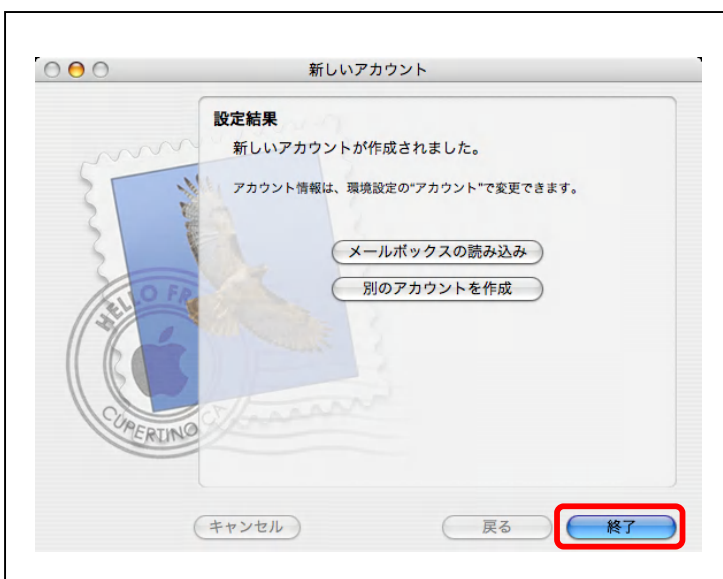 新しいアカウント
設定結果
新しいアカウントが作成されました。
アカウント情報は、環境設定の"アカウント"で変更できます。
メールボックスの読み込み
別のアカウントを作成
HELLO FR
CUPERTINO CA
キャンセル
戻る
終了